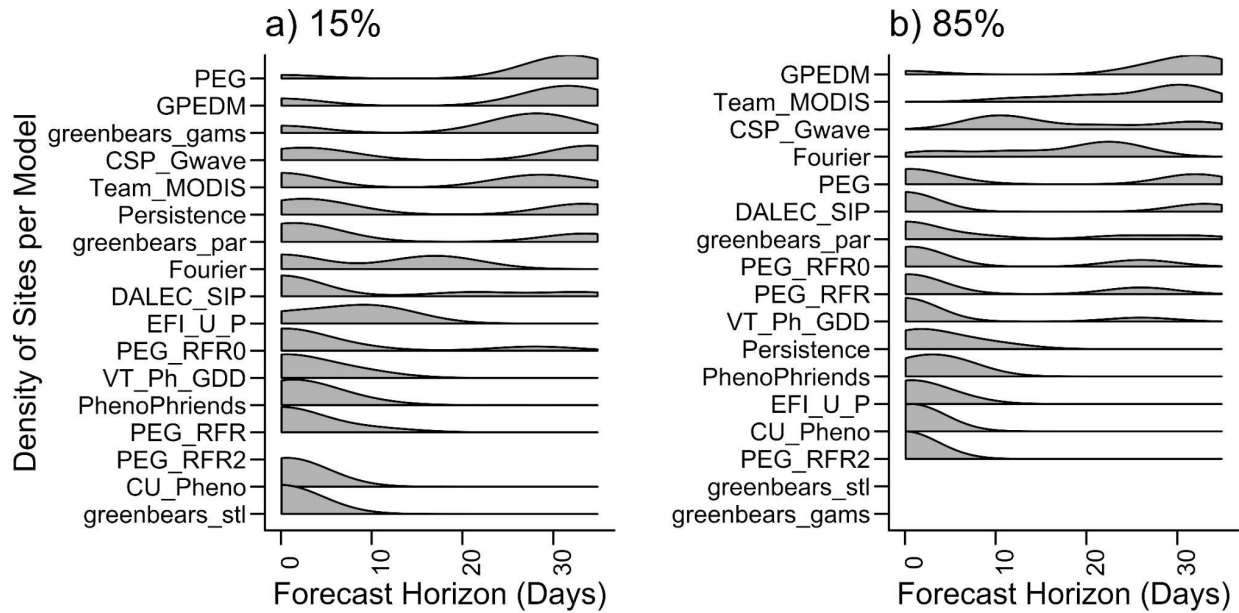 a) 15%
Density of Sites per Model
PEG
GPEDM
greenbears_gams
CSP_Gwave
Team_MODIS
Persistence
greenbears_par
Fourier
DALEC_SIP
EFI_U_P
PEG_RFR0
VT_Ph_GDD
PhenoPhriends
PEG_RFR
PEG_RFR2
CU_Pheno
greenbears_stl
0
10
20
30
Forecast Horizon (Days)
b) 85%
GPEDM
Team_MODIS
CSP_Gwave
Fourier
PEG
DALEC_SIP
greenbears_par
PEG_RFR0
PEG_RFR
VT_Ph_GDD
Persistence
PhenoPhriends
EFI_U_P
CU_Pheno
PEG_RFR2
greenbears_stl
greenbears_gams
0
10
20
30
Forecast Horizon (Days)